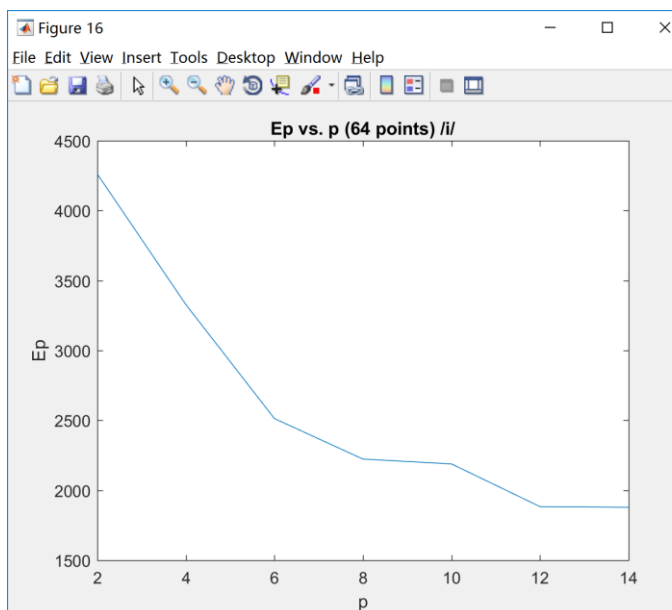 Figure 16
File Edit View Insert Tools Desktop Window Help
Ep vs. p (64 points) /i/
4500
4000
3500
3000
2500
2000
1500
Ep
2 4 6 8 10 12 14
p